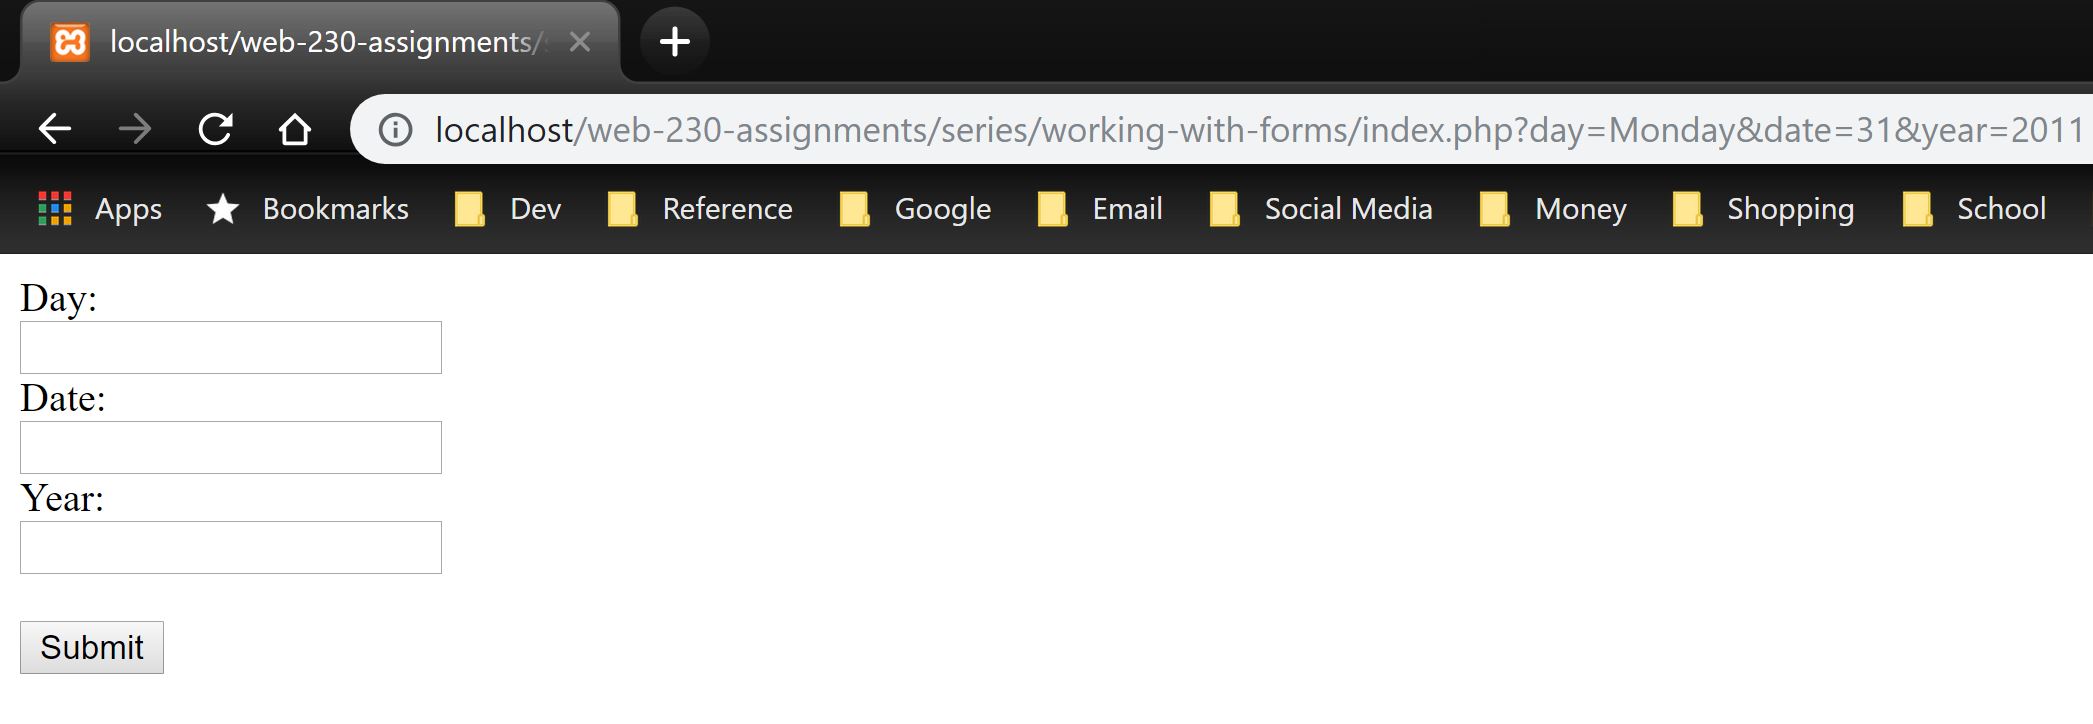 localhost/web-230-assignments/
localhost/web-230-assignments/series/working-with-forms/index.php?day=Monday&date=31&year=2011
Apps Bookmarks Dev Reference Google Email Social Media Money Shopping School
Day:
Date:
Year:
Submit